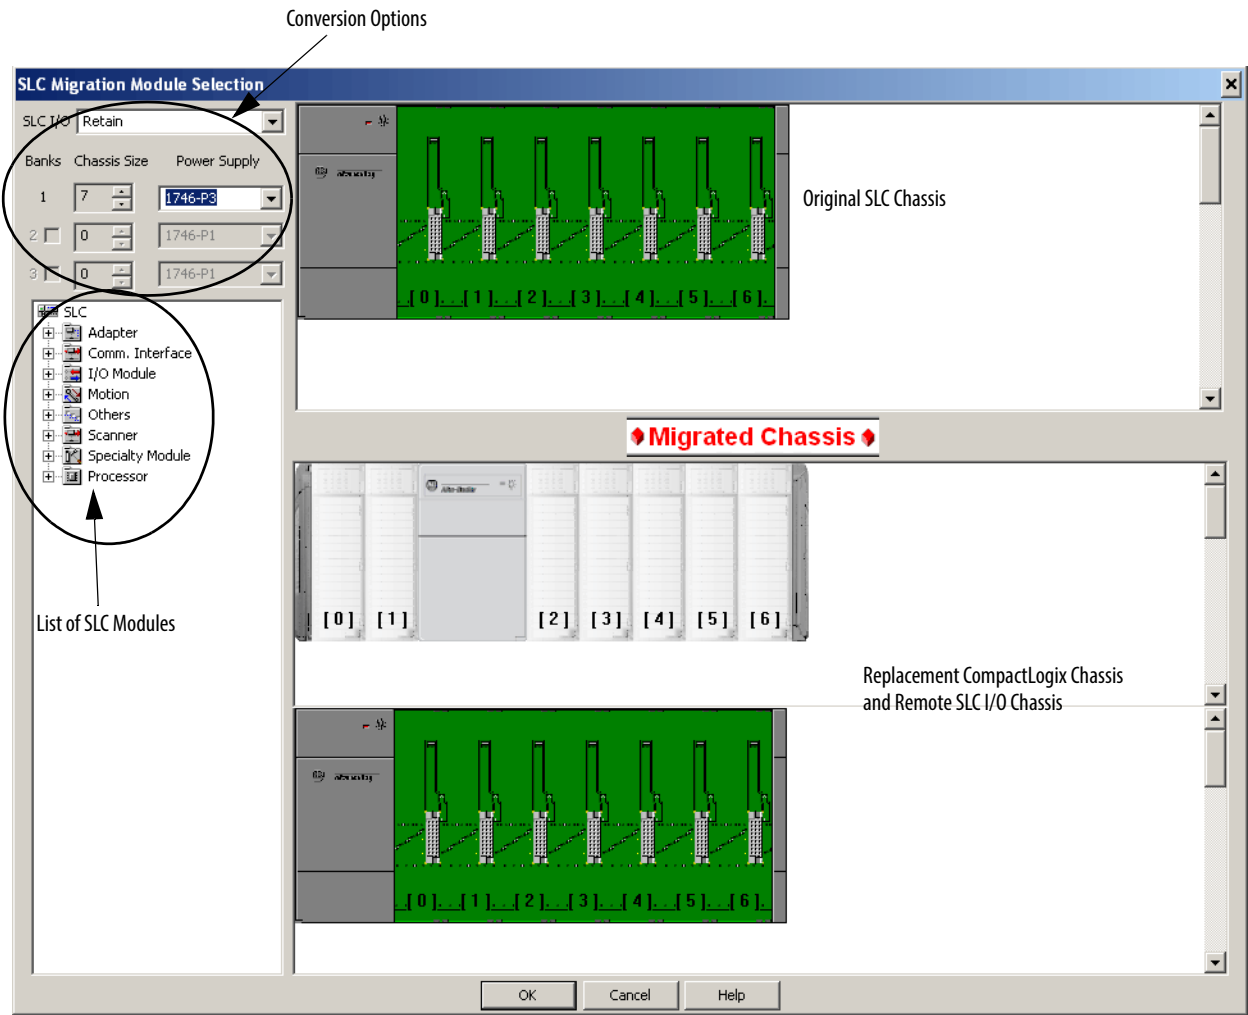 Conversion Options
SLC Migration Module Selection
SLC I/O Retain
Banks Chassis Size Power Supply
1 7 1746-P3
2 0 1746-P1
3 0 1746-P1
SLC
Adapter
Comm. Interface
I/O Module
Motion
Others
Scanner
Specialty Module
Processor
List of SLC Modules
Original SLC Chassis
[ 0 ]. . .[ 1 ]. . .[ 2 ]. . .[ 3 ]. . .[ 4 ]. . .[ 5 ]. . .[ 6 ].
Migrated Chassis
[ 0 ] [ 1 ] [ 2 ] [ 3 ] [ 4 ] [ 5 ] [ 6 ]
Replacement CompactLogix Chassis
and Remote SLC I/O Chassis
[ 0 ]. . .[ 1 ]. . .[ 2 ]. . .[ 3 ]. . .[ 4 ]. . .[ 5 ]. . .[ 6 ].
OK Cancel Help